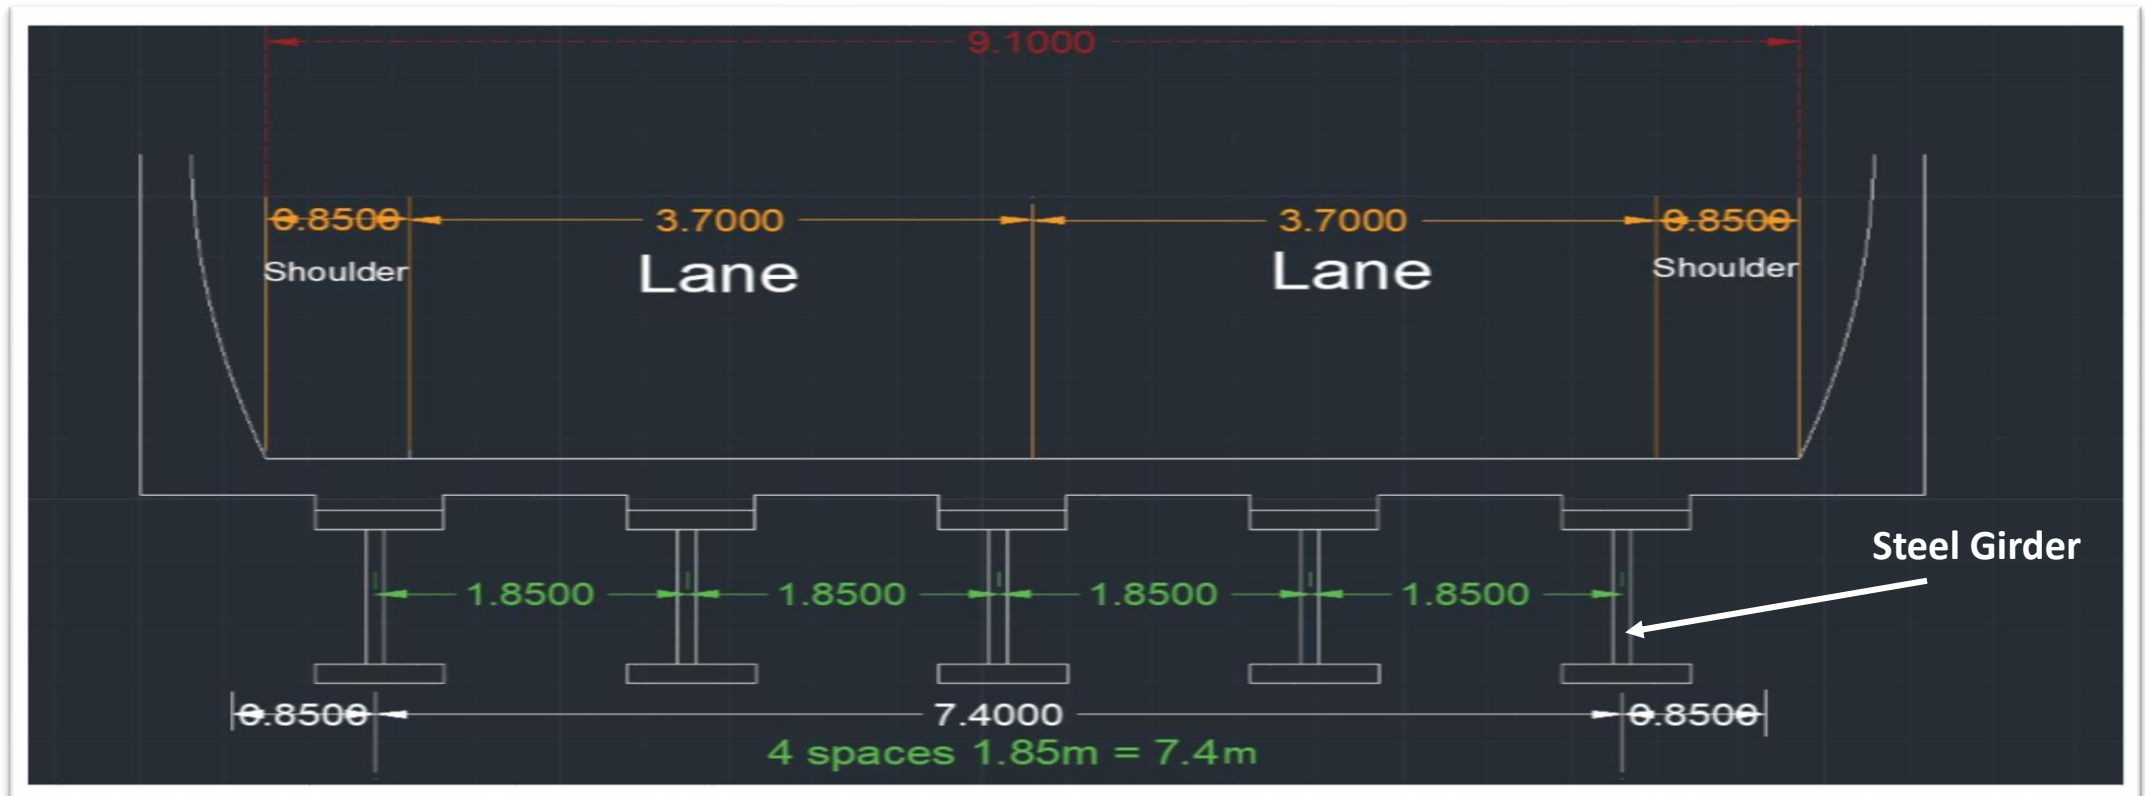 9.1000
0.8500 3.7000 3.7000 0.8500
Shoulder Lane Lane Shoulder
Steel Girder
1.8500 1.8500 1.8500 1.8500
0.8500 7.4000 0.8500
4 spaces 1.85m = 7.4m